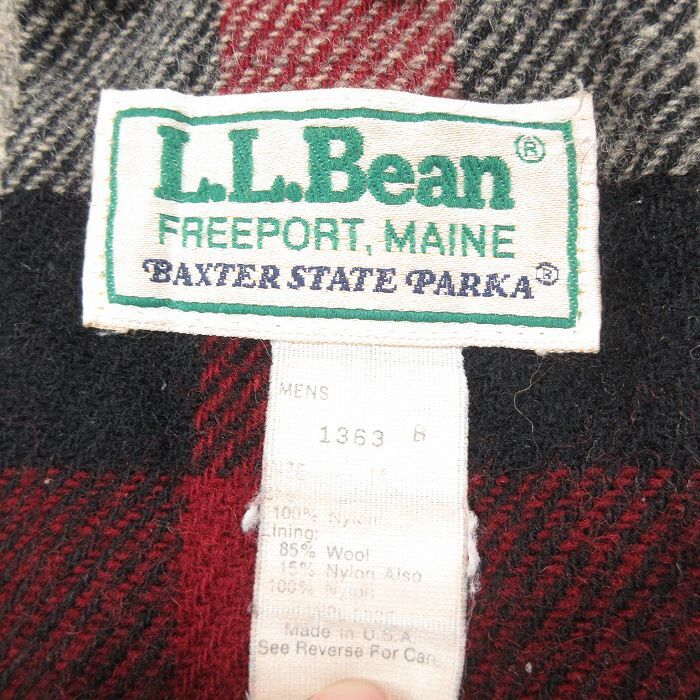 L.L.Bean®
FREEPORT, MAINE
BAXTER STATE PARKA®
MENS
1363 B
100% Nylon
Lining:
85% Wool
15% Nylon Also
100% Nylon
Made in U.S.A
See Reverse For Care